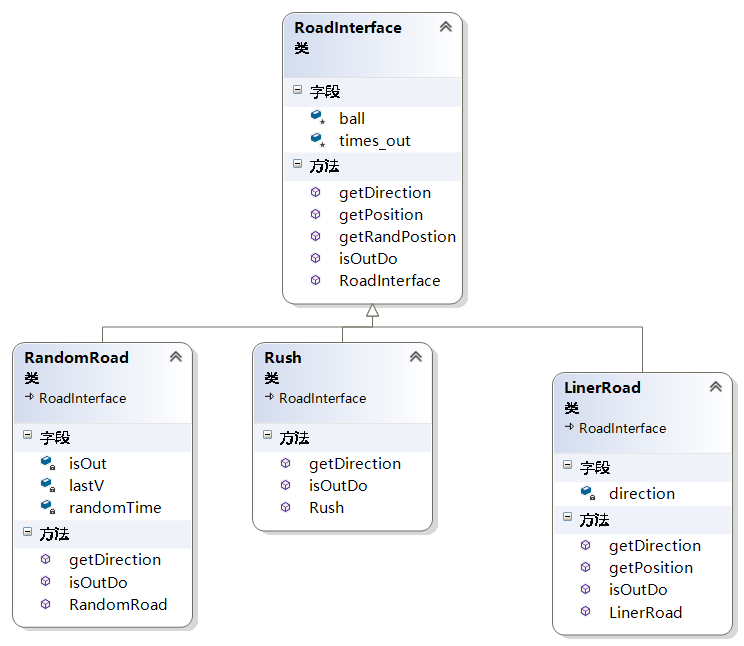 RoadInterface
类
字段
ball
times_out
方法
getDirection
getPosition
getRandPostion
isOutDo
RoadInterface
RandomRoad
类
RoadInterface
字段
isOut
lastV
randomTime
方法
getDirection
isOutDo
RandomRoad
Rush
类
RoadInterface
方法
getDirection
isOutDo
Rush
LinerRoad
类
RoadInterface
字段
direction
方法
getDirection
getPosition
isOutDo
LinerRoad